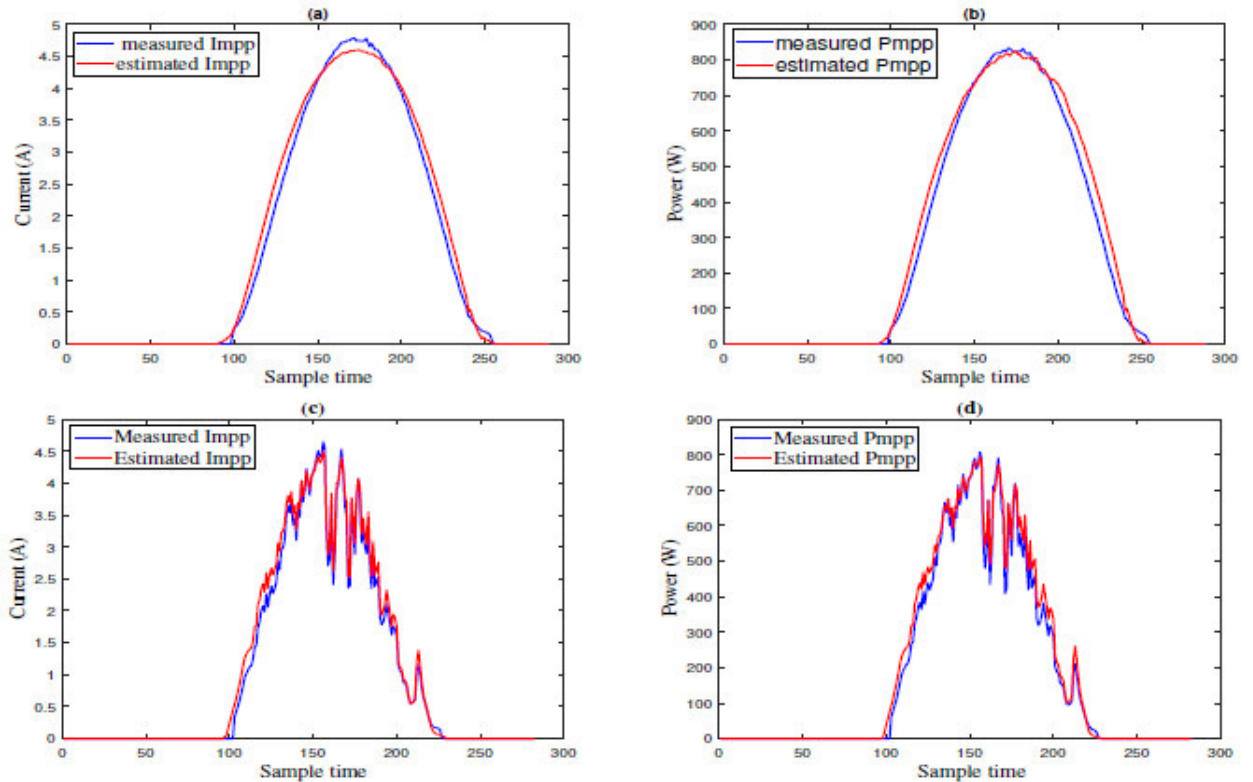 (a)
measured Impp
estimated Impp
Current (A)
5
4.5
4
3.5
3
2.5
2
1.5
1
0.5
0
0 50 100 150 200 250 300
Sample time
(b)
measured Pmpp
estimated Pmpp
Power (W)
900
800
700
600
500
400
300
200
100
0
0 50 100 150 200 250 300
Sample time
(c)
Measured Impp
Estimated Impp
Current (A)
5
4.5
4
3.5
3
2.5
2
1.5
1
0.5
0
0 50 100 150 200 250 300
Sample time
(d)
Measured Pmpp
Estimated Pmpp
Power (W)
900
800
700
600
500
400
300
200
100
0
0 50 100 150 200 250 300
Sample time